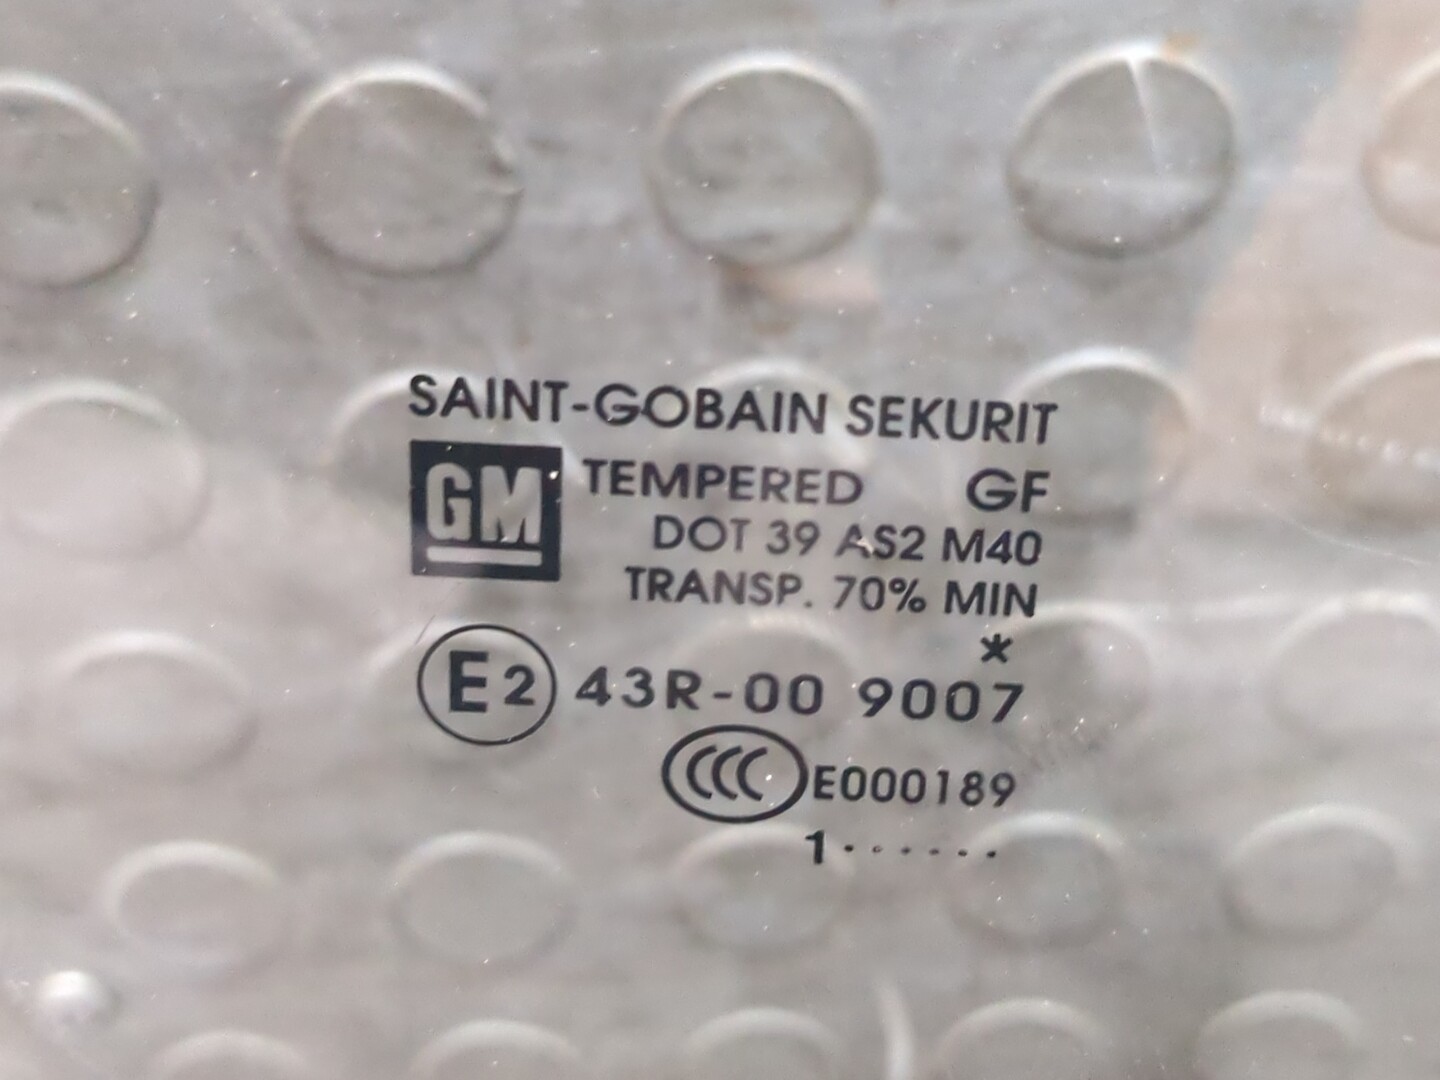 SAINT-GOBAIN SEKURIT
GM TEMPERED GF
DOT 39 AS2 M40
TRANSP. 70% MIN
*
E2 43R-00 9007
CCC E000189
1······